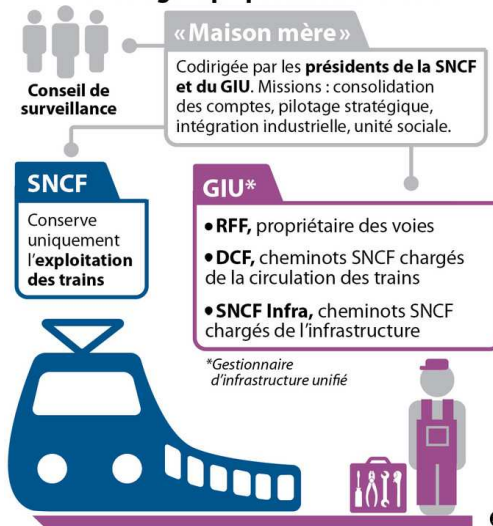 «Maison mère»
Codirigée par les présidents de la SNCF
et du GIU. Missions : consolidation
des comptes, pilotage stratégique,
intégration industrielle, unité sociale.
Conseil de
surveillance
SNCF
Conserve
uniquement
l'exploitation
des trains
GIU*
• RFF, propriétaire des voies
• DCF, cheminots SNCF chargés
de la circulation des trains
• SNCF Infra, cheminots SNCF
chargés de l'infrastructure
*Gestionnaire
d'infrastructure unifié